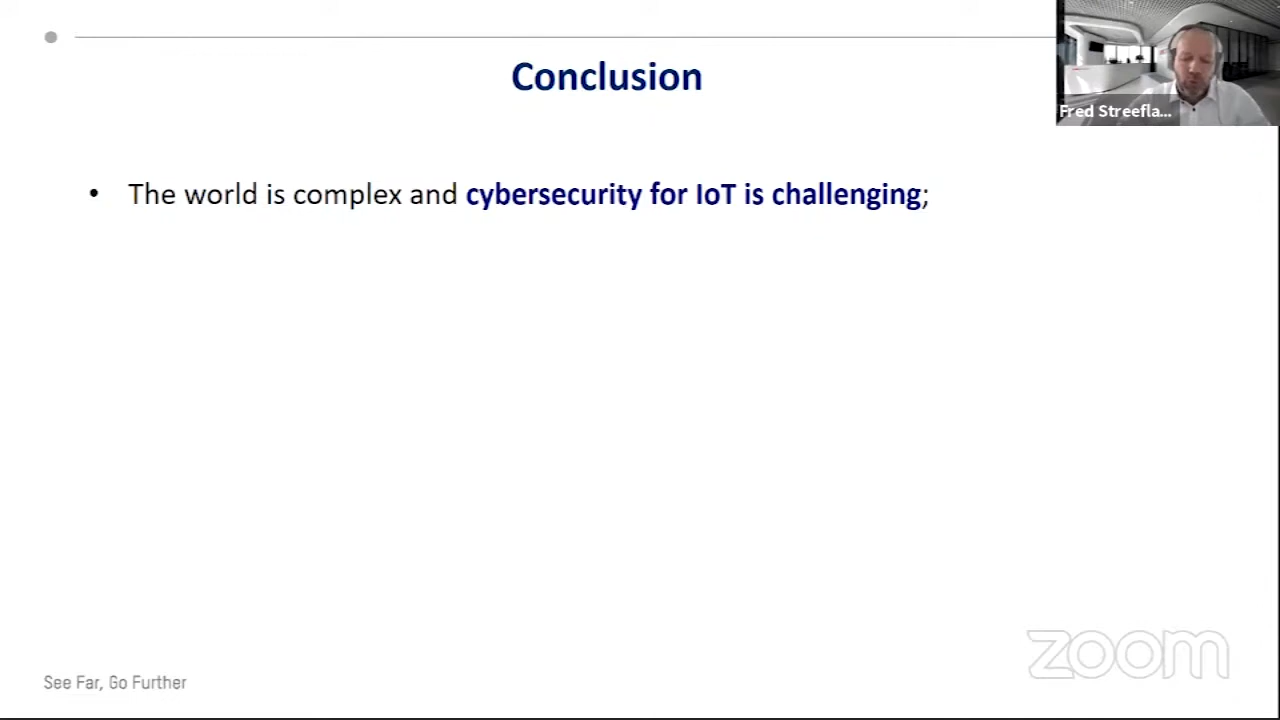 Conclusion
Fred Streefla...
• The world is complex and cybersecurity for IoT is challenging;
zoom
See Far, Go Further